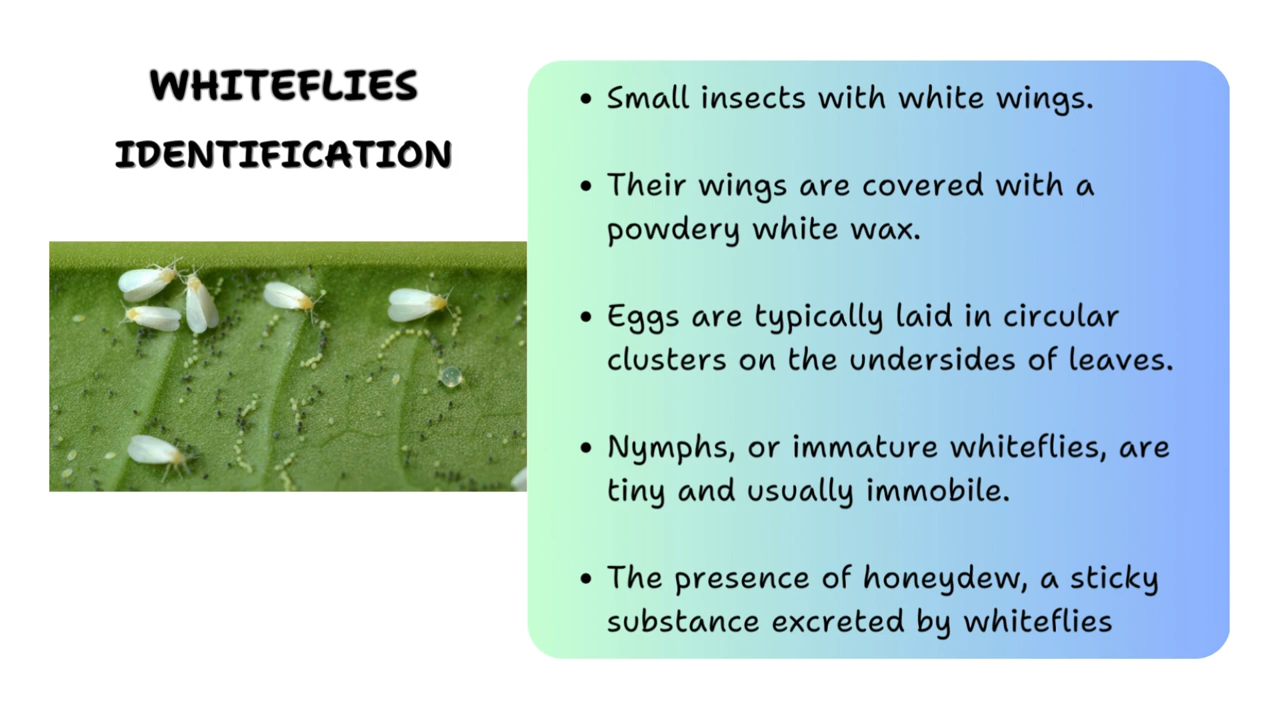 WHITEFLIES
IDENTIFICATION
• Small insects with white wings.
• Their wings are covered with a
powdery white wax.
• Eggs are typically laid in circular
clusters on the undersides of leaves.
• Nymphs, or immature whiteflies, are
tiny and usually immobile.
• The presence of honeydew, a sticky
substance excreted by whiteflies